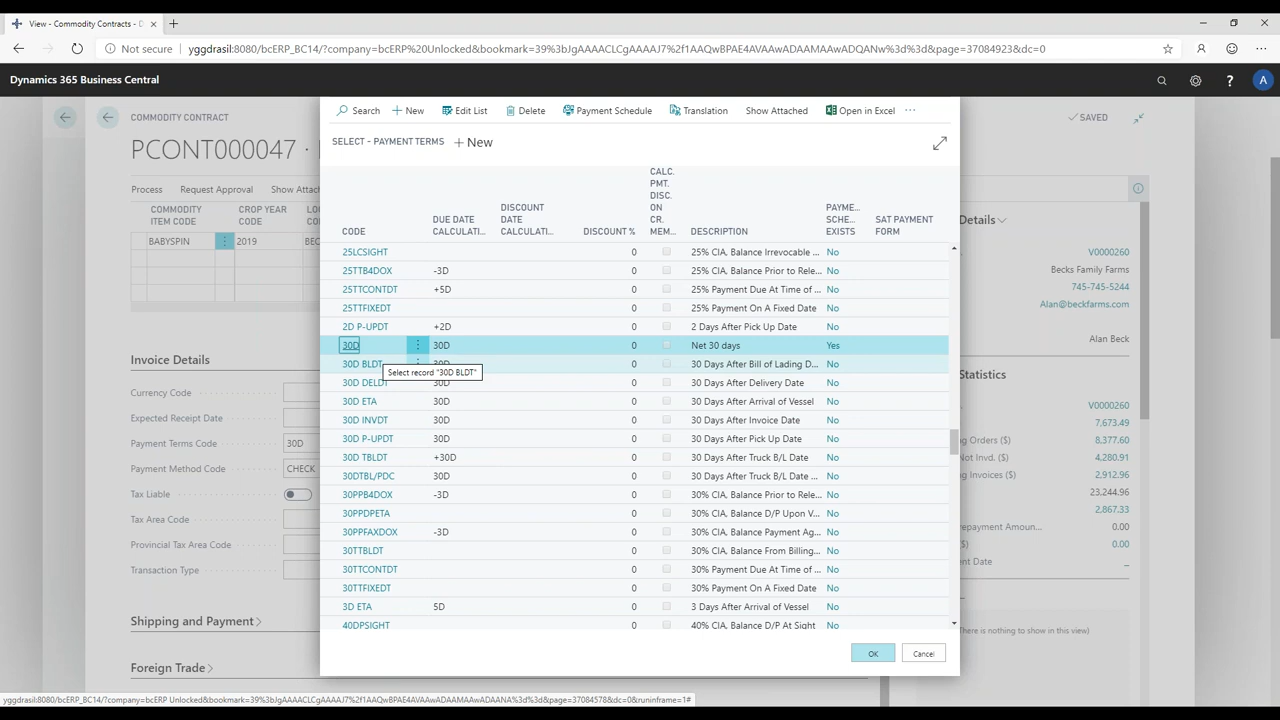 View - Commodity Contracts - D
Not secure
yggdrasil:8080/bcERP_BC14/?company=bcERP%20Unlocked&bookmark=39%3bJgAAAACLCgAAAAJ7%2f1AAQwBPAE4AVAAwADAAMAAwADQANw%3d%3d&page=37084923&dc=0
Dynamics 365 Business Central
A
COMMODITY CONTRACT
SAVED
PCONT000047 ·
Process Request Approval Show Attach
COMMODITY ITEM CODE
CROP YEAR CODE
BABYSPIN 2019
Invoice Details
Currency Code
Expected Receipt Date
Payment Terms Code 30D
Payment Method Code CHECK
Tax Liable
Tax Area Code
Provincial Tax Area Code
Transaction Type
Shipping and Payment
Foreign Trade
Search New Edit List Delete Payment Schedule Translation Show Attached Open in Excel ···
SELECT - PAYMENT TERMS + New
CODE
DUE DATE CALCULATI...
DISCOUNT DATE CALCULATI...
DISCOUNT %
CALC. PMT. DISC. ON CR. MEM...
DESCRIPTION
PAYME... SCHE... EXISTS
SAT PAYMENT FORM
25LCSIGHT 0 25% CIA, Balance Irrevocable ... No
25TTB4DOX -3D 0 25% CIA, Balance Prior to Rele... No
25TTCONTDT +5D 0 25% Payment Due At Time of ... No
25TTFIXEDT 0 25% Payment On A Fixed Date No
2D P-UPDT +2D 0 2 Days After Pick Up Date No
30D 30D 0 Net 30 days Yes
30D BLDT 30D 0 30 Days After Bill of Lading D... No
Select record "30D BLDT"
30D DELDT 30D 0 30 Days After Delivery Date No
30D ETA 30D 0 30 Days After Arrival of Vessel No
30D INVDT 30D 0 30 Days After Invoice Date No
30D P-UPDT 30D 0 30 Days After Pick Up Date No
30D TBLDT +30D 0 30 Days After Truck B/L Date No
30DTBL/PDC 30D 0 30 Days After Truck B/L Date ... No
30PPB4DOX -3D 0 30% CIA, Balance Prior to Rele... No
30PPDPETA 0 30% CIA, Balance D/P Upon V... No
30PPFAXDOX -3D 0 30% CIA, Balance Payment Ag... No
30TTBLDT 0 30% CIA, Balance From Billing... No
30TTCONTDT 0 30% Payment Due At Time of ... No
30TTFIXEDT 0 30% Payment On A Fixed Date No
3D ETA 5D 0 3 Days After Arrival of Vessel No
40DPSIGHT 0 40% CIA, Balance D/P At Sight No
OK Cancel
Details
V0000260
Becks Family Farms
745-745-5244
Alan@beckfarms.com
Alan Beck
Statistics
V0000260
7,673.49
Orders ($) 8,377.60
Not Invd. ($) 4,280.91
Invoices ($) 2,912.96
23,244.96
2,867.33
repayment Amoun... 0.00
($) 0.00
nt Date _
(There is nothing to show in this view)
yggdrasil:8080/bcERP_BC14/?company=bcERP Unlocked&bookmark=39%3bJgAAAACLCgAAAAJ7%2f1AAQwBPAE4AVAAwADAAMAAwADAANA%3d%3d&page=37084578&dc=0&runinframe=1#